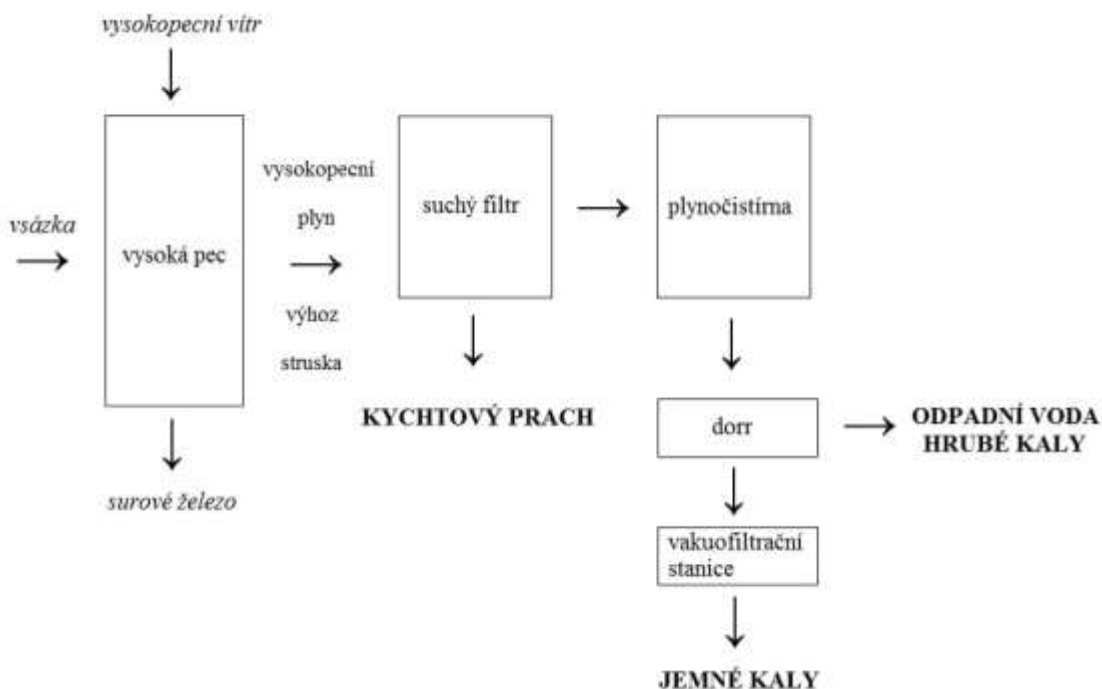 vysokopecní vítr
vsázka
vysoká pec
vysokopecní
plyn
výhoz
struska
suchý filtr
plynočistírna
KYCHTOVÝ PRACH
dorr
ODPADNÍ VODA
HRUBÉ KALY
surové železo
vakuofiltrační
stanice
JEMNÉ KALY